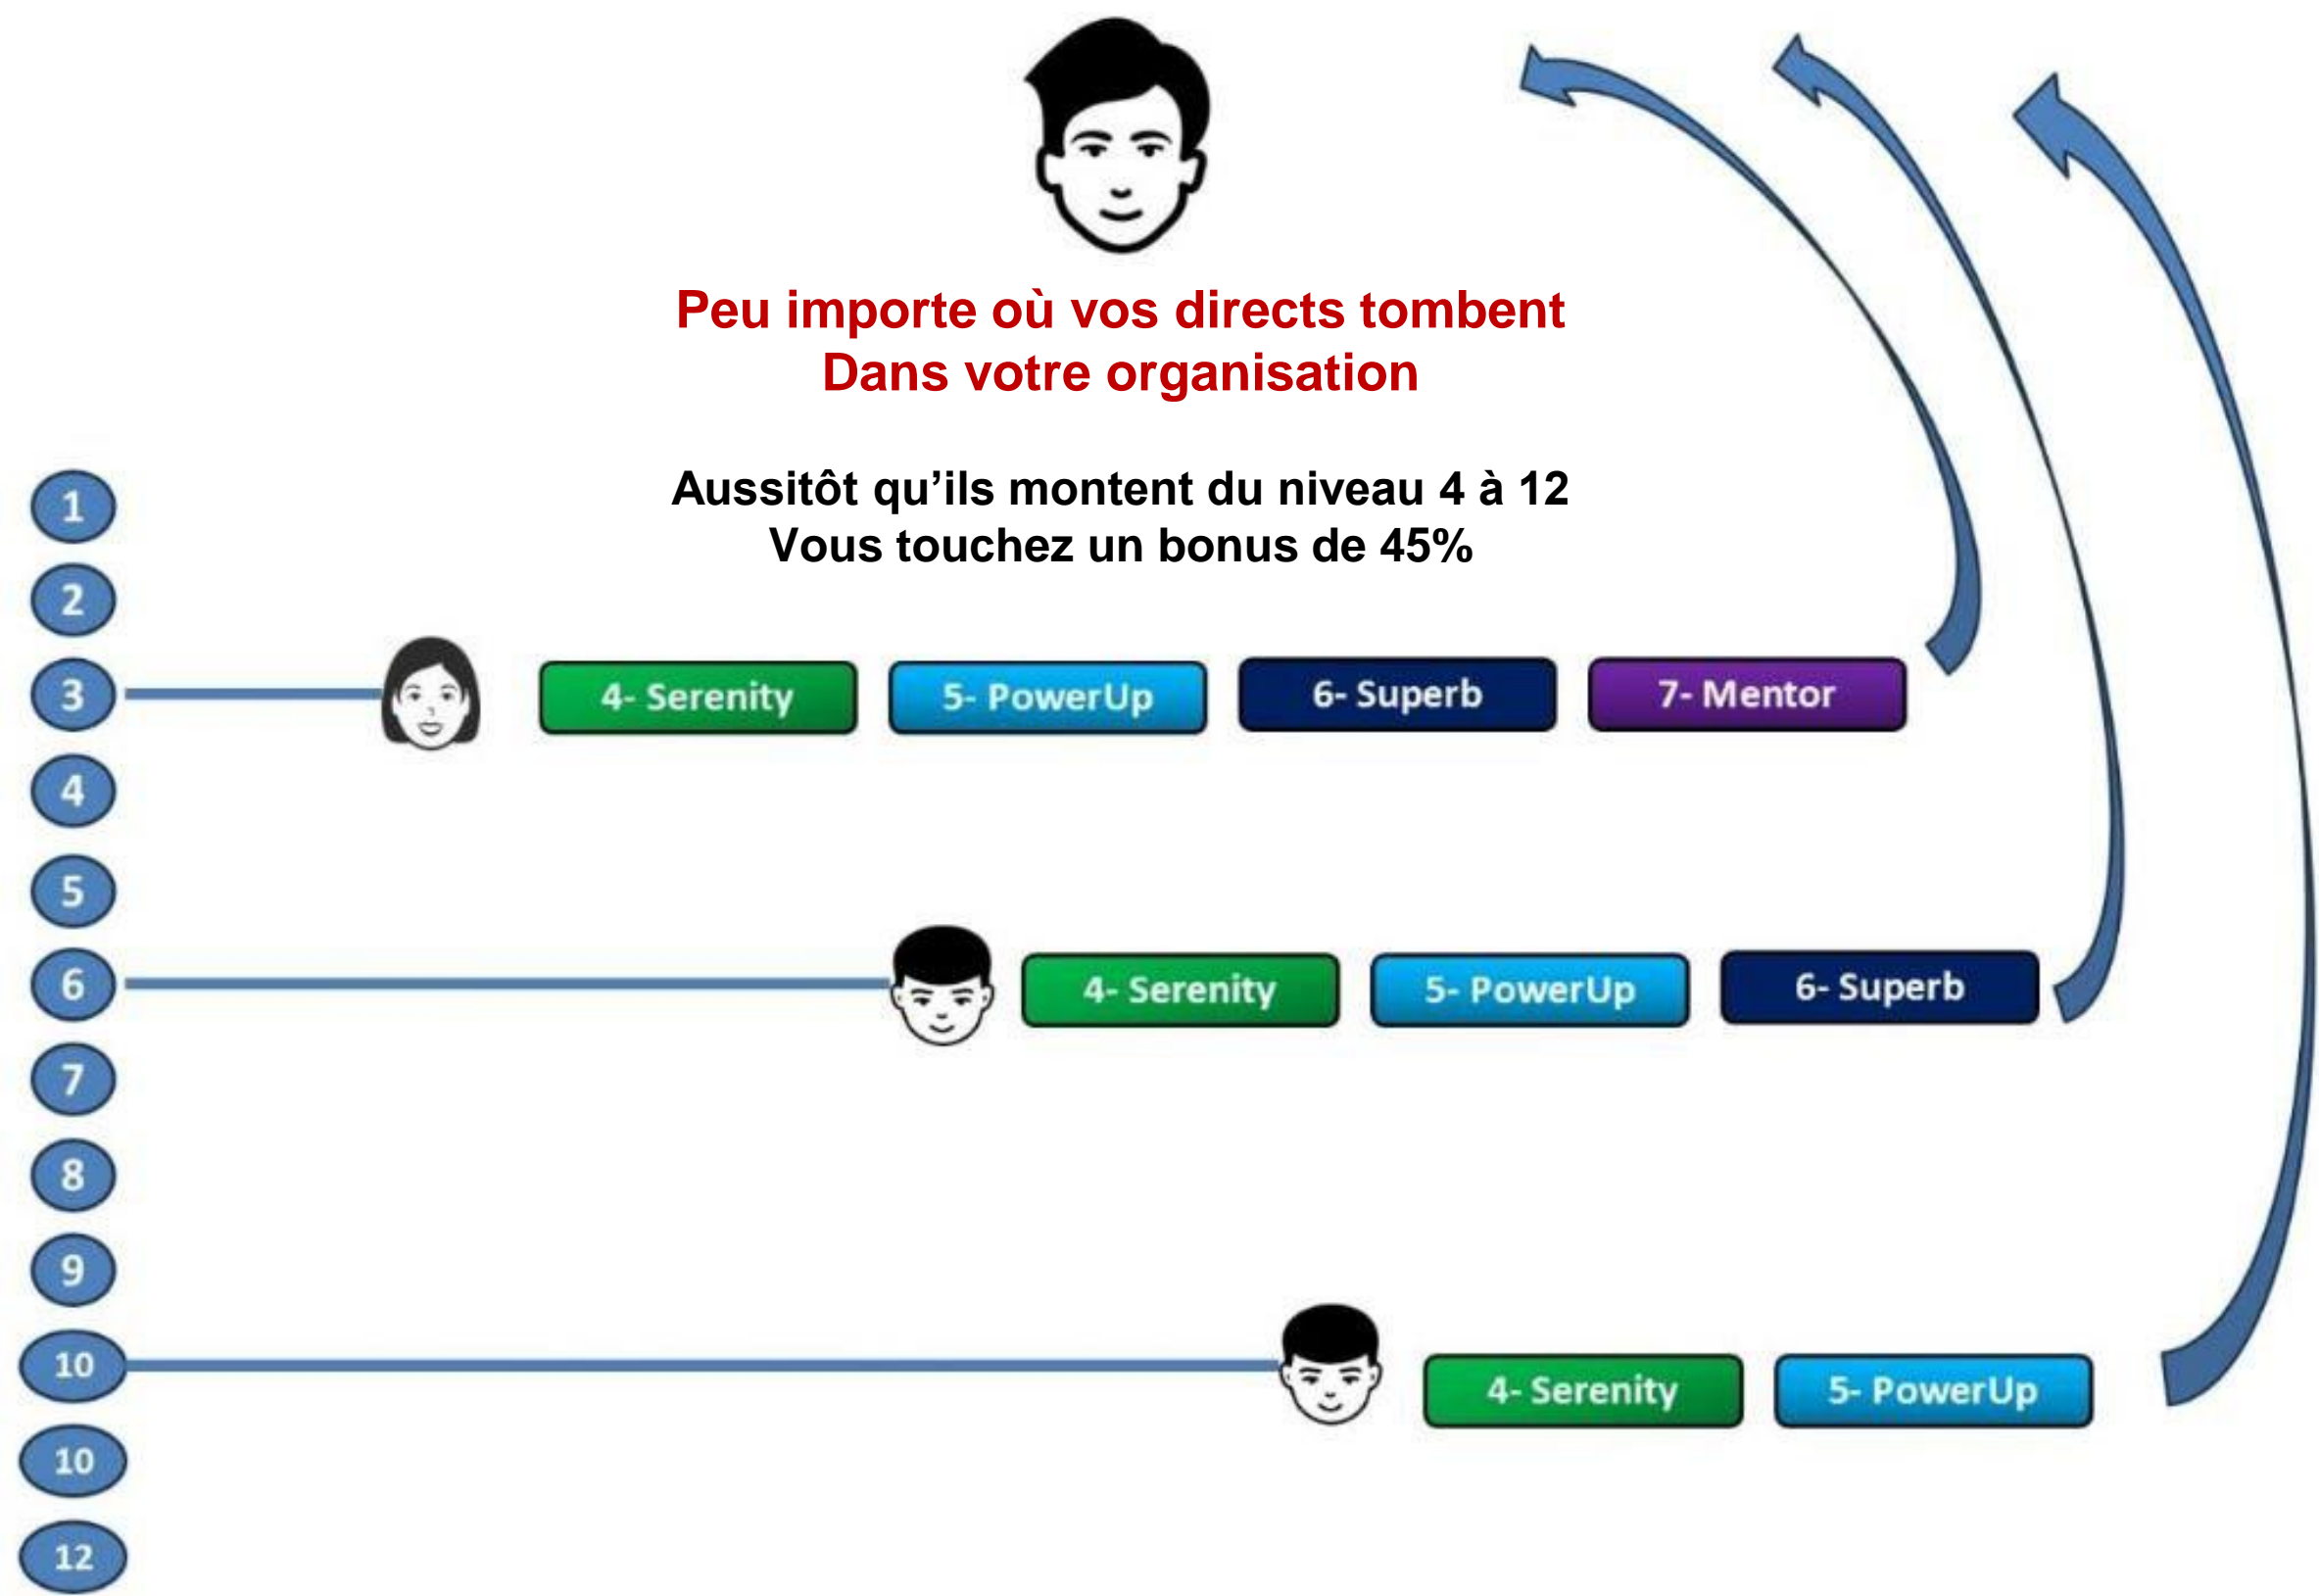 Peu importe où vos directs tombent
Dans votre organisation
Aussitôt qu’ils montent du niveau 4 à 12
Vous touchez un bonus de 45%
1
2
3
4- Serenity
5- PowerUp
6- Superb
7- Mentor
4
5
6
4- Serenity
5- PowerUp
6- Superb
7
8
9
10
4- Serenity
5- PowerUp
10
12